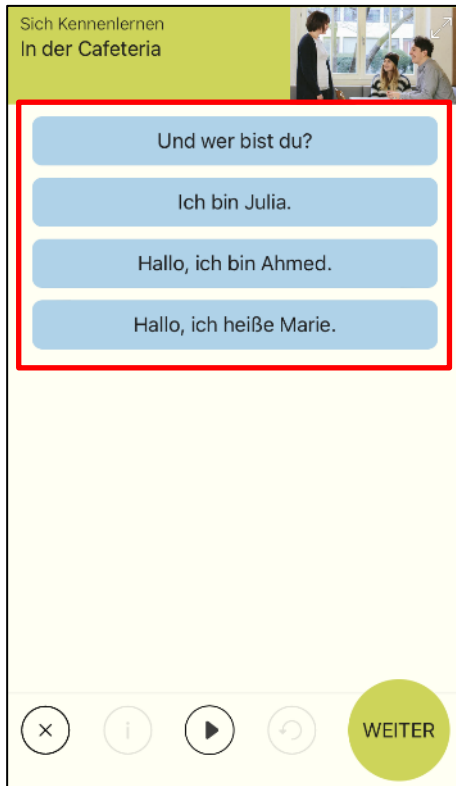 Sich Kennenlernen
In der Cafeteria
Und wer bist du?
Ich bin Julia.
Hallo, ich bin Ahmed.
Hallo, ich heiße Marie.
i
WEITER